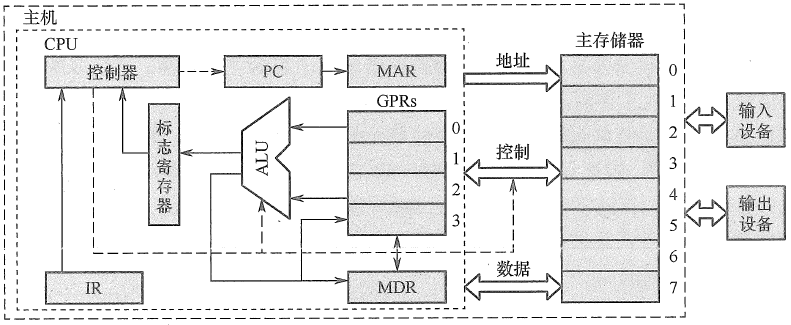 主机
CPU
控制器
PC
MAR
地址
主存储器
GPRs
标志寄存器
ALU
0
1
2
3
控制
0
1
2
3
4
5
6
7
输入
设备
输出
设备
IR
MDR
数据